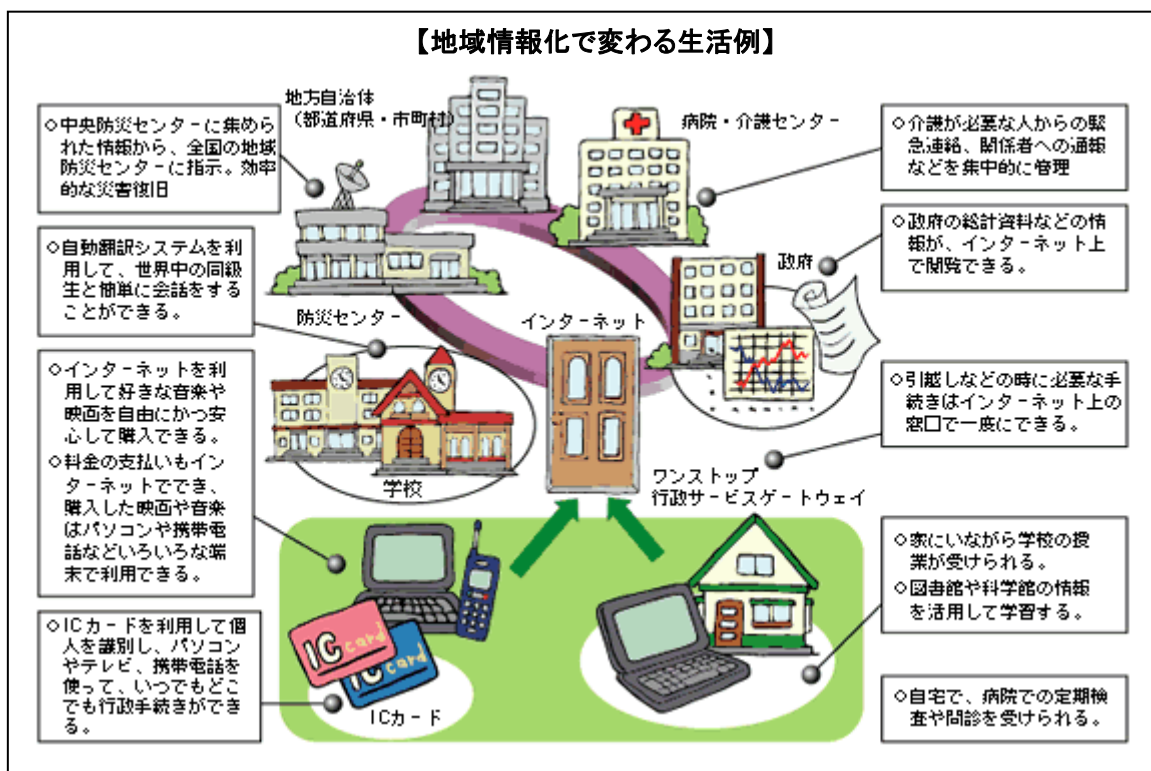 【地域情報化で変わる生活例】
地方自治体
（都道府県・市町村）
病院・介護センター
◇中央防災センターに集めら
れた情報から、全国の地域
防災センターに指示。効率
的な災害復旧
◇介護が必要な人からの緊
急連絡、関係者への通報
などを集中的に管理
◇自動翻訳システムを利
用して、世界中の同級
生と簡単に会話をする
ことができる。
◇政府の総計資料などの情
報が、インターネット上
で閲覧できる。
政府
防災センター
インターネット
◇インターネットを利
用して好きな音楽や
映画を自由にかつ安
心して購入できる。
◇料金の支払いもイン
ターネットででき、
購入した映画や音楽
はパソコンや携帯電
話などいろいろな端
末で利用できる。
◇引越しなどの時に必要な手
続きはインターネット上の
窓口で一度にできる。
学校
ワンストップ
行政サービスゲートウェイ
◇家にいながら学校の授
業が受けられる。
◇図書館や科学館の情報
を活用して学習する。
◇ICカードを利用して個
人を識別し、パソコン
やテレビ、携帯電話を
使って、いつでもどこ
でも行政手続きができ
る。
IC card
IC card
ICカード
◇自宅で、病院での定期検
査や問診を受けられる。